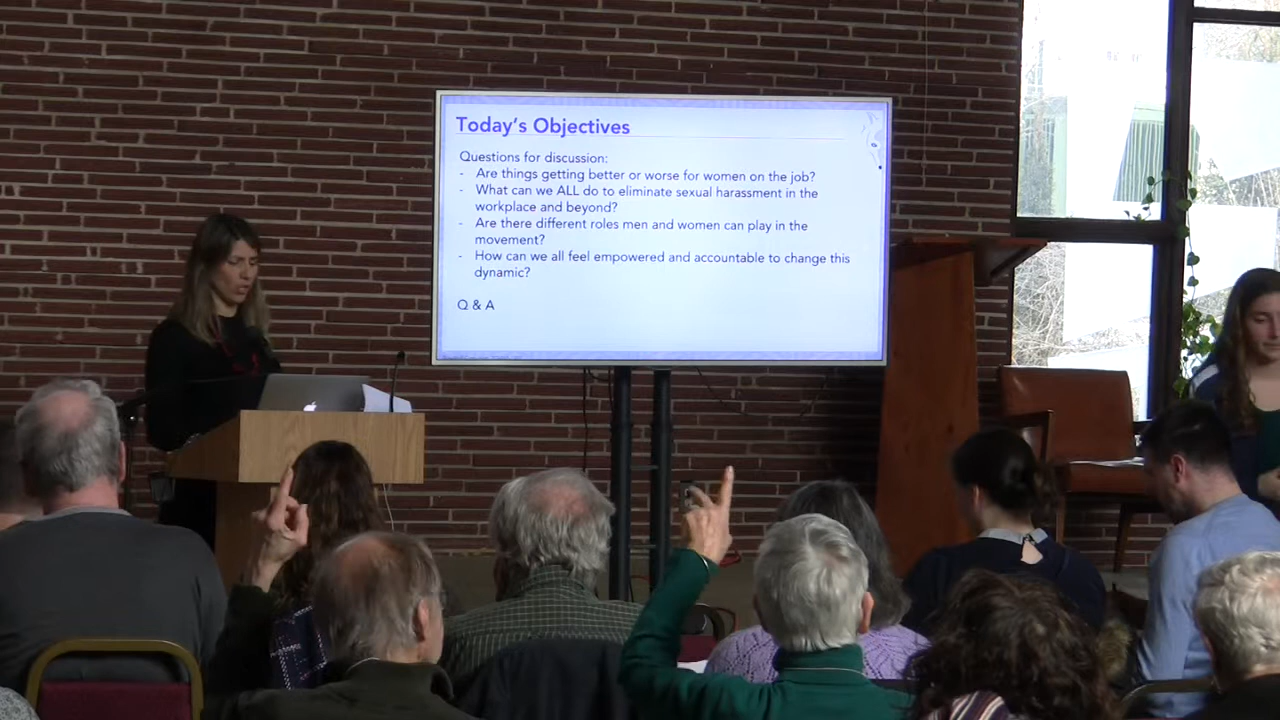 Today's Objectives
Questions for discussion:
- Are things getting better or worse for women on the job?
- What can we ALL do to eliminate sexual harassment in the
workplace and beyond?
- Are there different roles men and women can play in the
movement?
- How can we all feel empowered and accountable to change this
dynamic?
Q & A